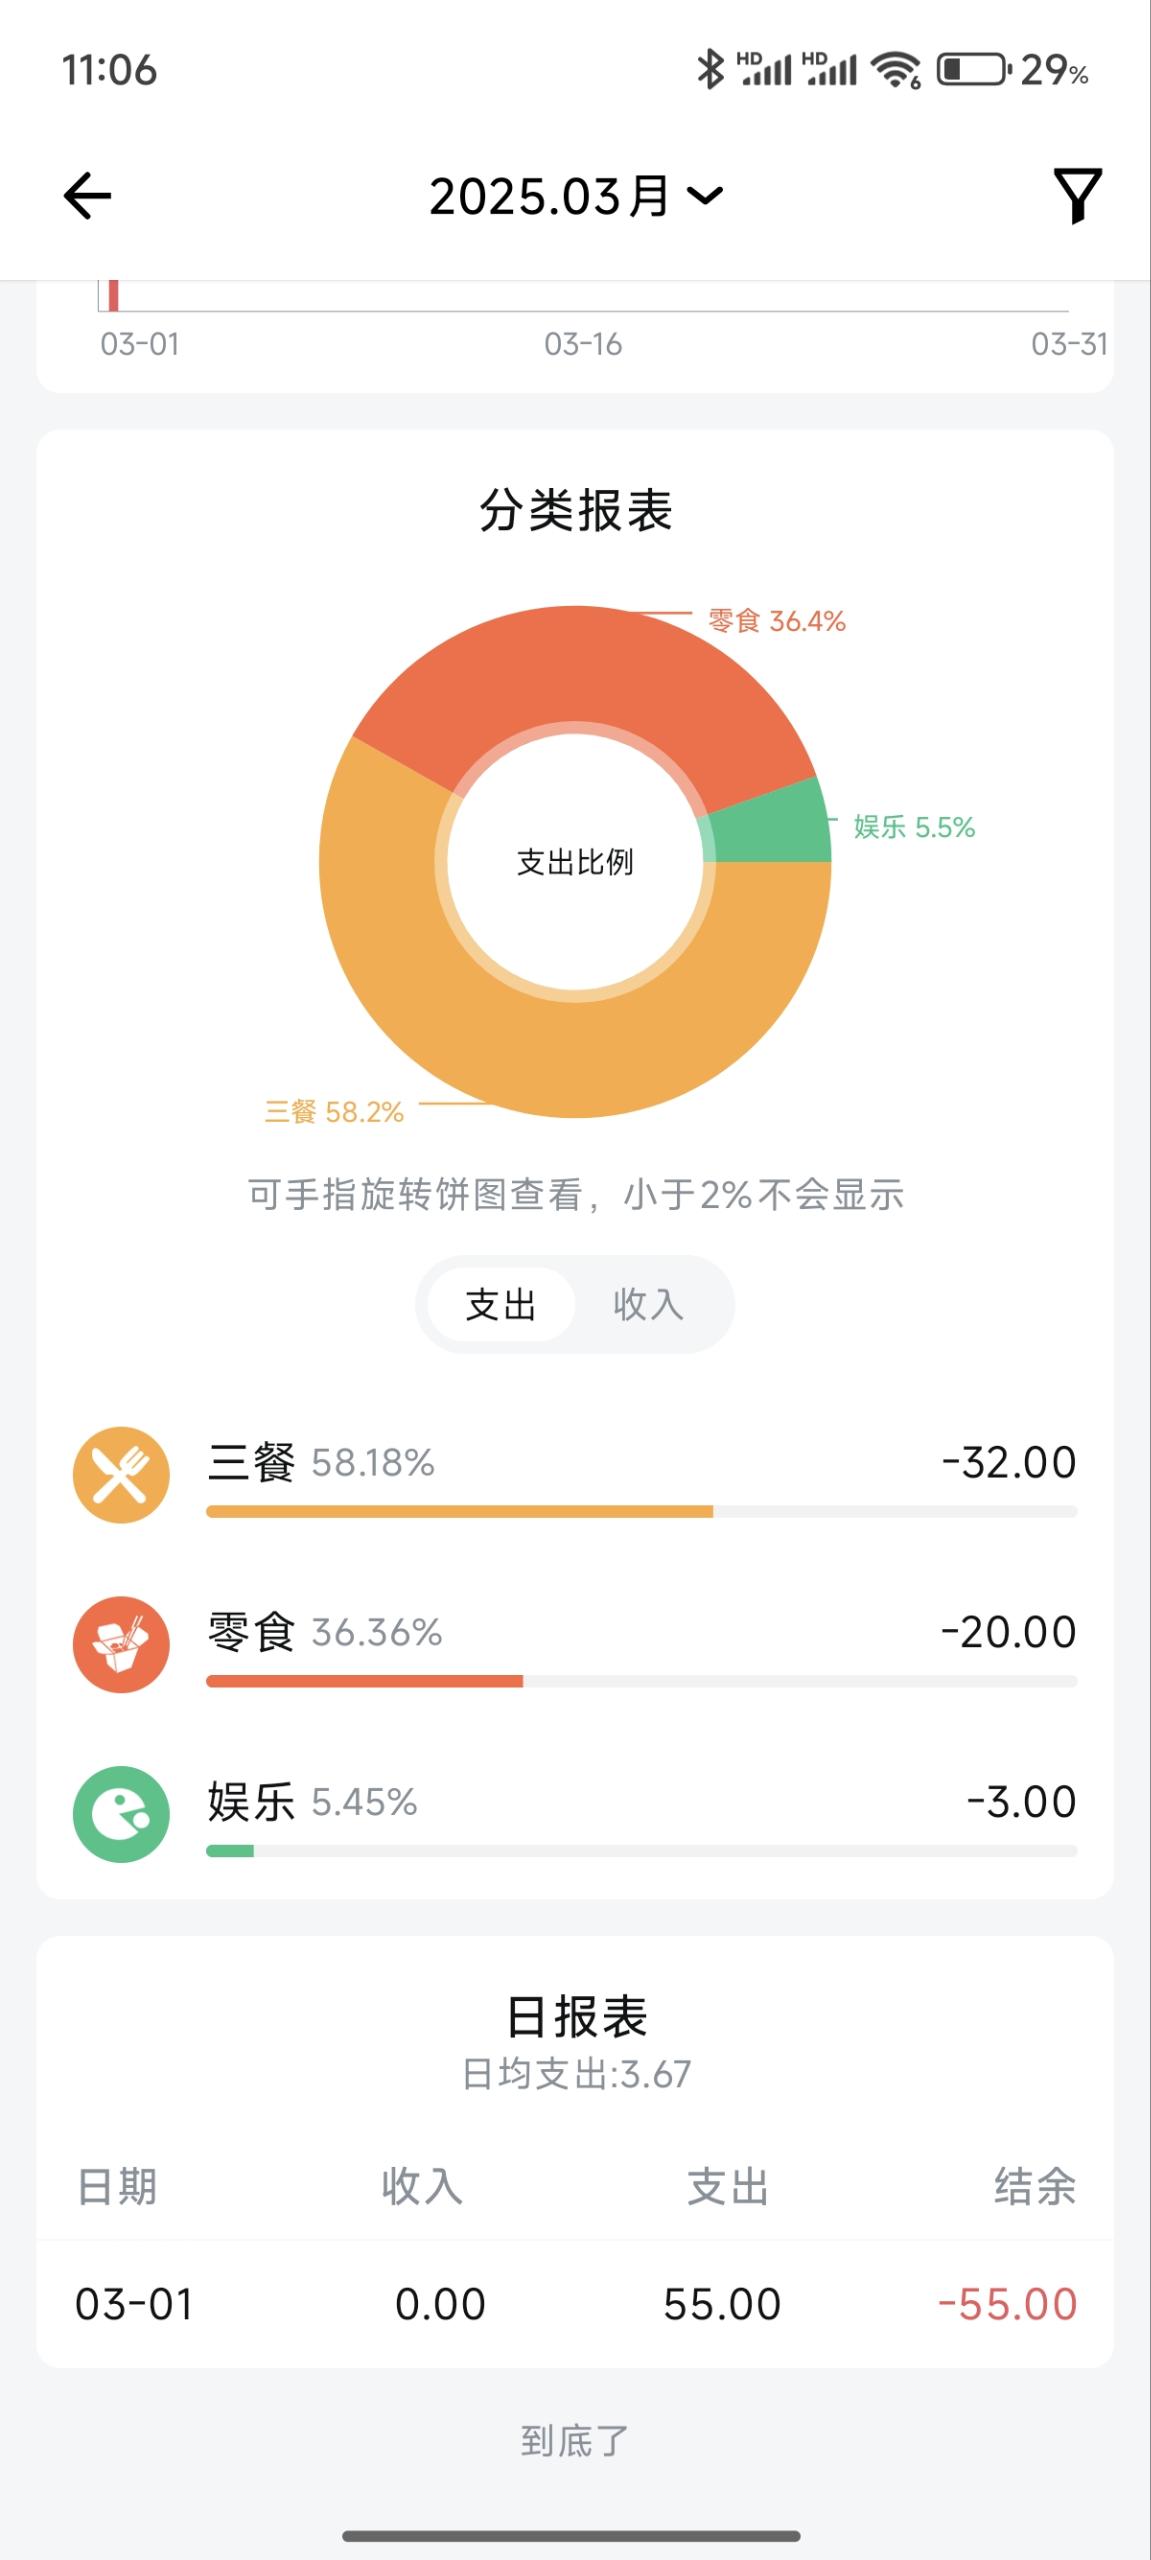 11:06 HD HD 6 29%
2025.03月
03-01 03-16 03-31
分类报表
零食 36.4%
支出比例
娱乐 5.5%
三餐 58.2%
可手指旋转饼图查看，小于2%不会显示
支出 收入
三餐 58.18% -32.00
零食 36.36% -20.00
娱乐 5.45% -3.00
日报表
日均支出:3.67
日期 收入 支出 结余
03-01 0.00 55.00 -55.00
到底了